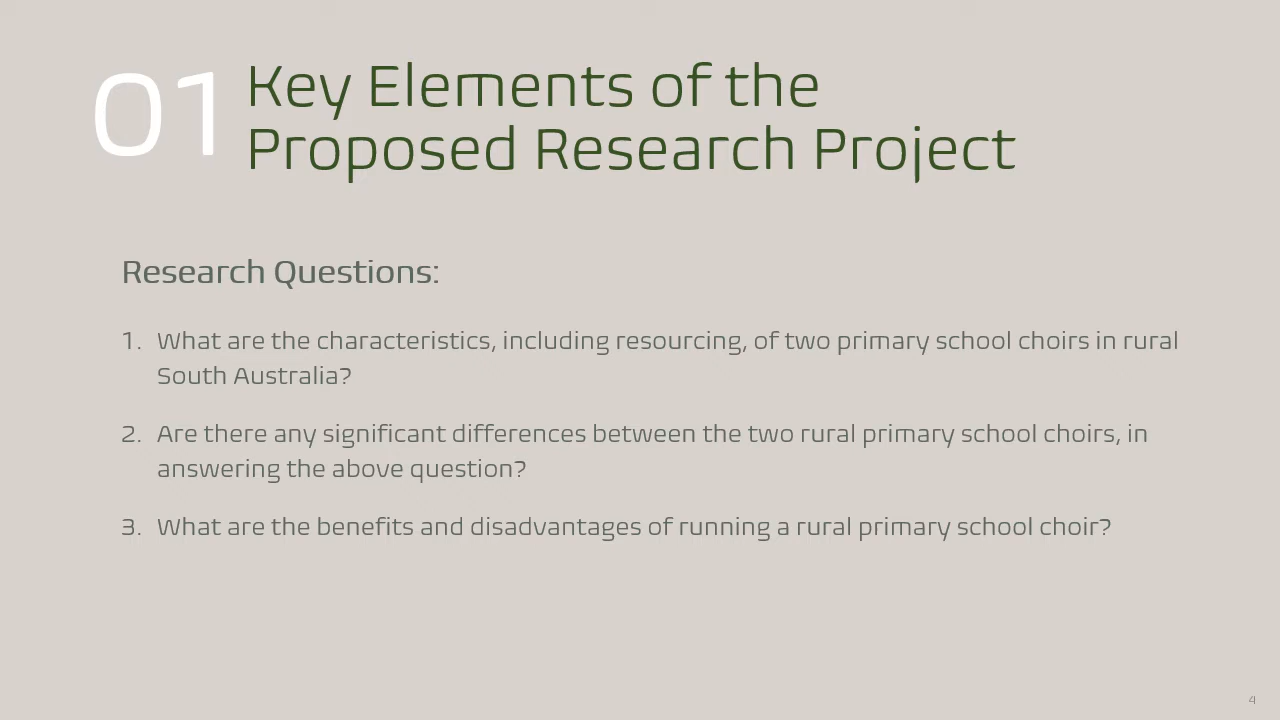 01
Key Elements of the
Proposed Research Project
Research Questions:
1. What are the characteristics, including resourcing, of two primary school choirs in rural
South Australia?
2. Are there any significant differences between the two rural primary school choirs, in
answering the above question?
3. What are the benefits and disadvantages of running a rural primary school choir?
4